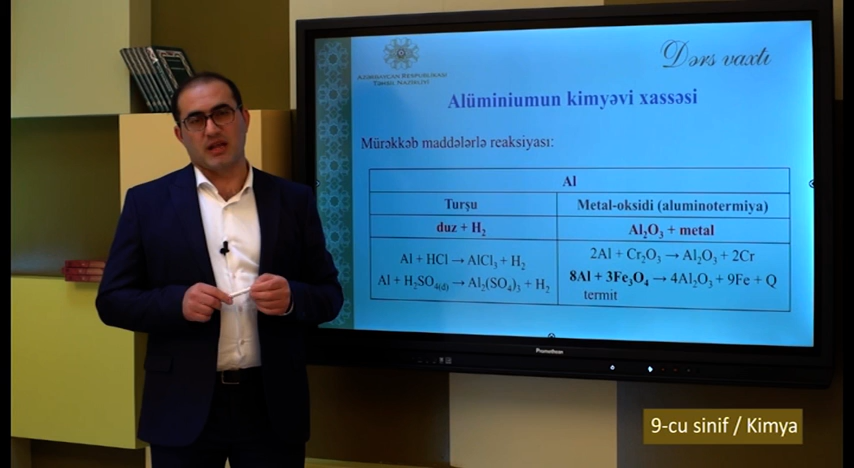 AZƏRBAYCAN RESPUBLİKASI
TƏHSİL NAZİRLİYİ
Dərs vaxtı
Alüminiumun kimyəvi xassəsi
Mürəkkəb maddələrlə reaksiyası:
Al
Turşu Metal-oksidi (aluminotermiya)
duz + H₂ Al₂O₃ + metal
Al + HCl → AlCl₃ + H₂ 2Al + Cr₂O₃ → Al₂O₃ + 2Cr
Al + H₂SO₄₍d₎ → Al₂(SO₄)₃ + H₂ 8Al + 3Fe₃O₄ → 4Al₂O₃ + 9Fe + Q
termit
Promethean
9-cu sinif / Kimya